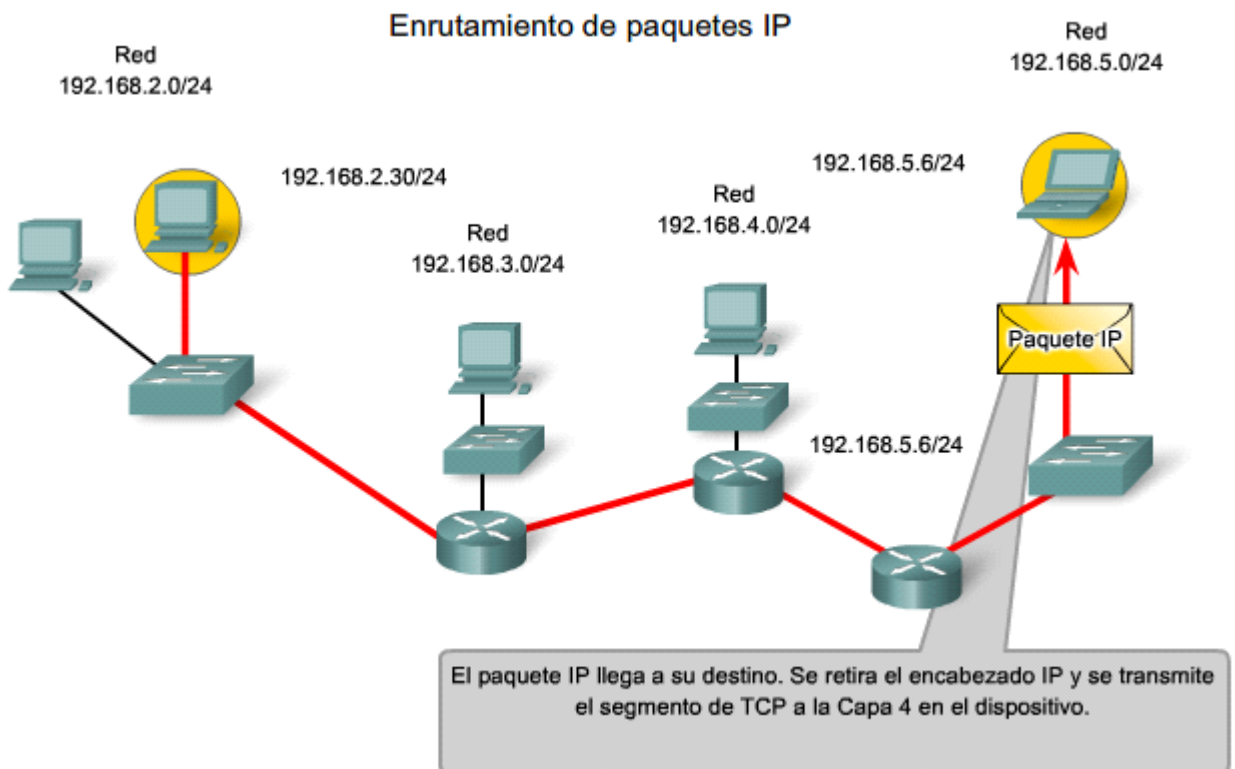 Enrutamiento de paquetes IP
Red
192.168.2.0/24
Red
192.168.5.0/24
192.168.2.30/24
192.168.5.6/24
Red
192.168.3.0/24
Red
192.168.4.0/24
Paquete IP
192.168.5.6/24
El paquete IP llega a su destino. Se retira el encabezado IP y se transmite
el segmento de TCP a la Capa 4 en el dispositivo.